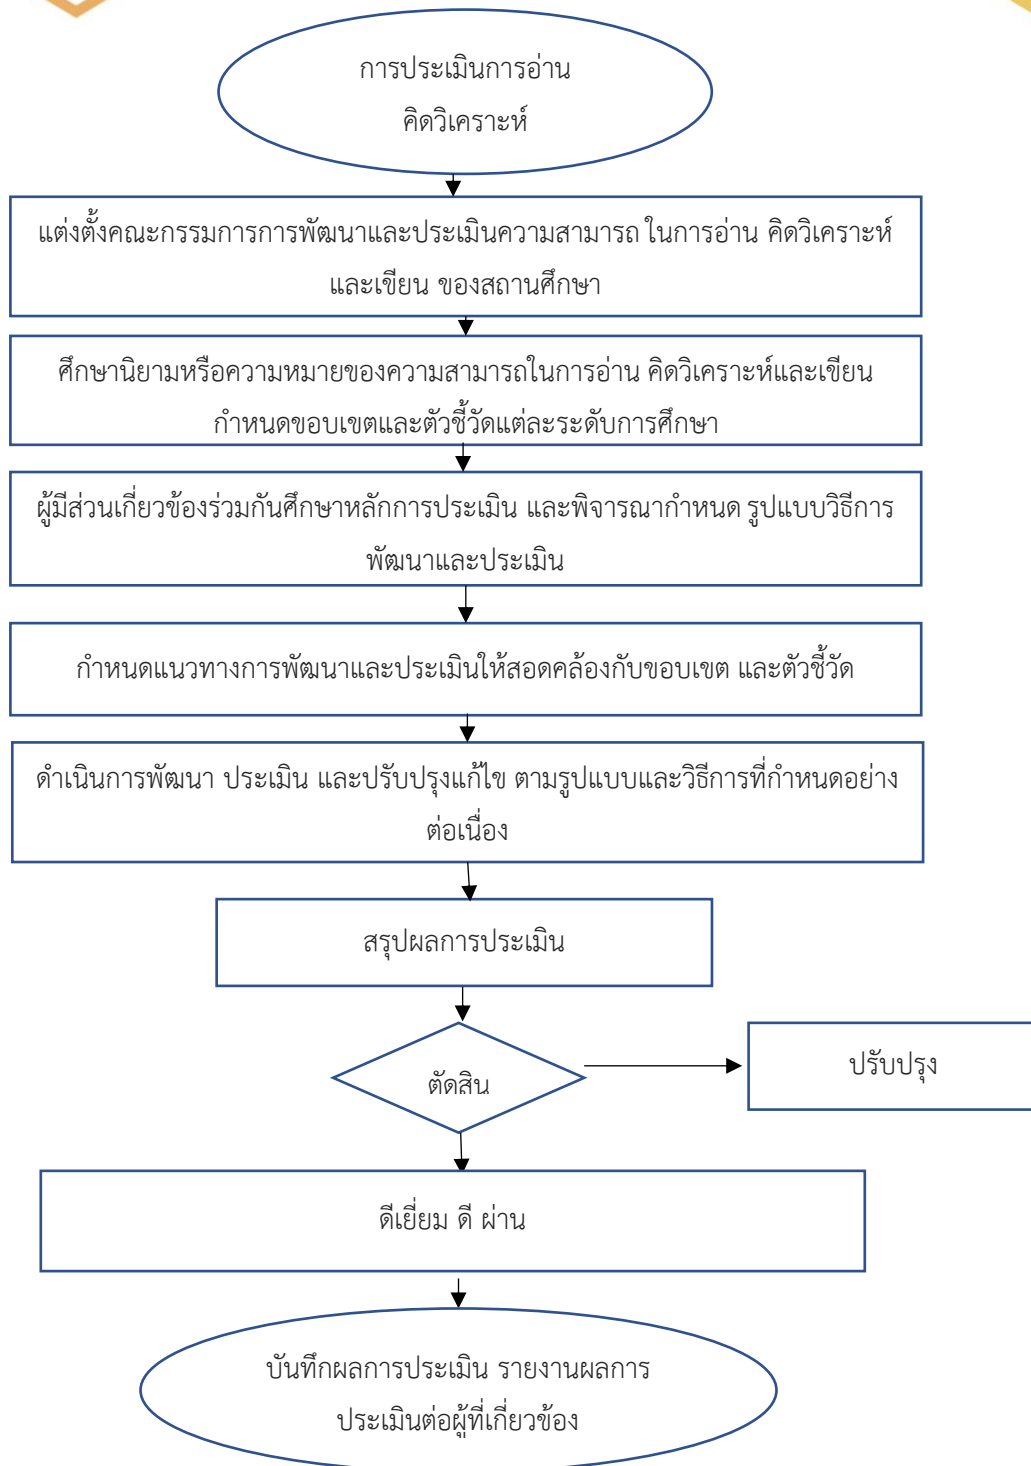 การประเมินการอ่าน
คิดวิเคราะห์
แต่งตั้งคณะกรรมการการพัฒนาและประเมินความสามารถ ในการอ่าน คิดวิเคราะห์
และเขียน ของสถานศึกษา
ศึกษานิยามหรือความหมายของความสามารถในการอ่าน คิดวิเคราะห์และเขียน
กำหนดขอบเขตและตัวชี้วัดแต่ละระดับการศึกษา
ผู้มีส่วนเกี่ยวข้องร่วมกันศึกษาหลักการประเมิน และพิจารณากำหนด รูปแบบวิธีการ
พัฒนาและประเมิน
กำหนดแนวทางการพัฒนาและประเมินให้สอดคล้องกับขอบเขต และตัวชี้วัด
ดำเนินการพัฒนา ประเมิน และปรับปรุงแก้ไข ตามรูปแบบและวิธีการที่กำหนดอย่าง
ต่อเนื่อง
สรุปผลการประเมิน
ตัดสิน
ปรับปรุง
ดีเยี่ยม ดี ผ่าน
บันทึกผลการประเมิน รายงานผลการ
ประเมินต่อผู้ที่เกี่ยวข้อง